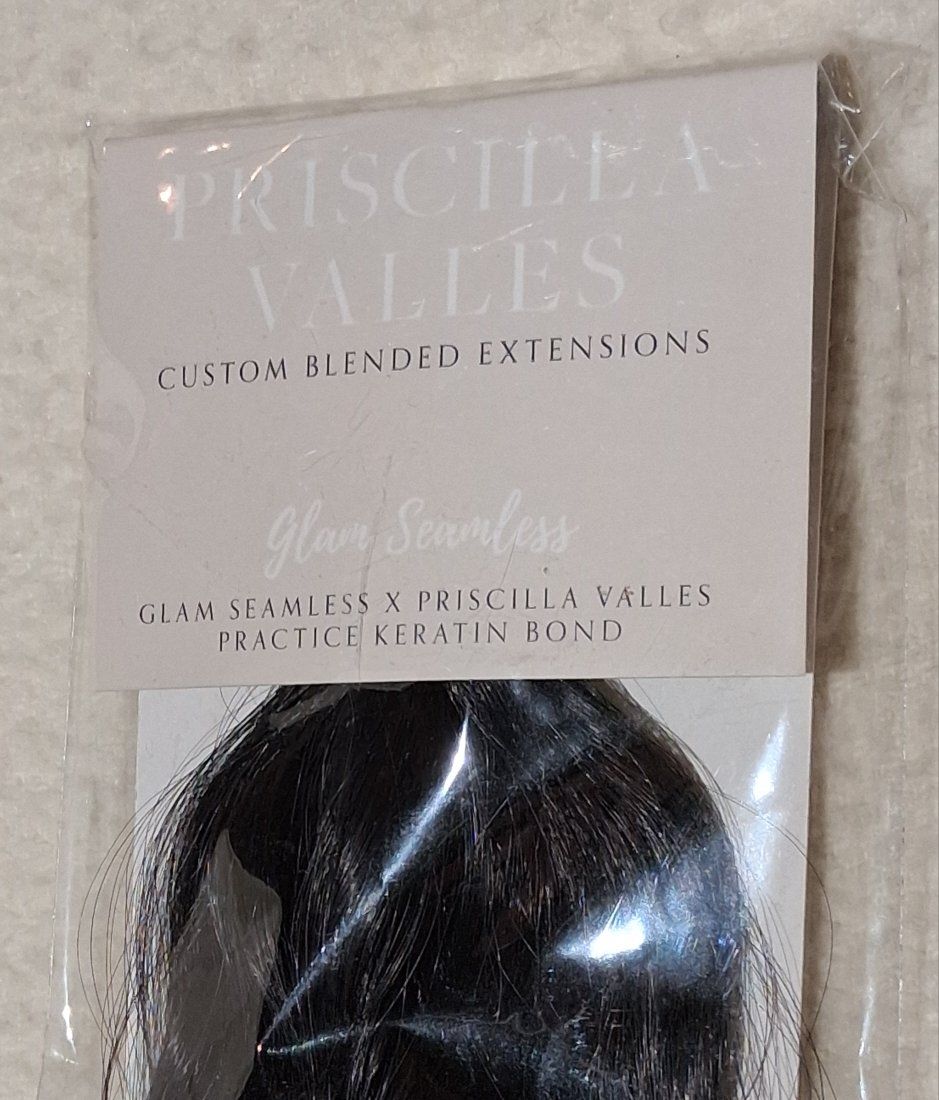 PRISCILLA
VALLES
CUSTOM BLENDED EXTENSIONS
Glam Seamless
GLAM SEAMLESS X PRISCILLA VALLES
PRACTICE KERATIN BOND